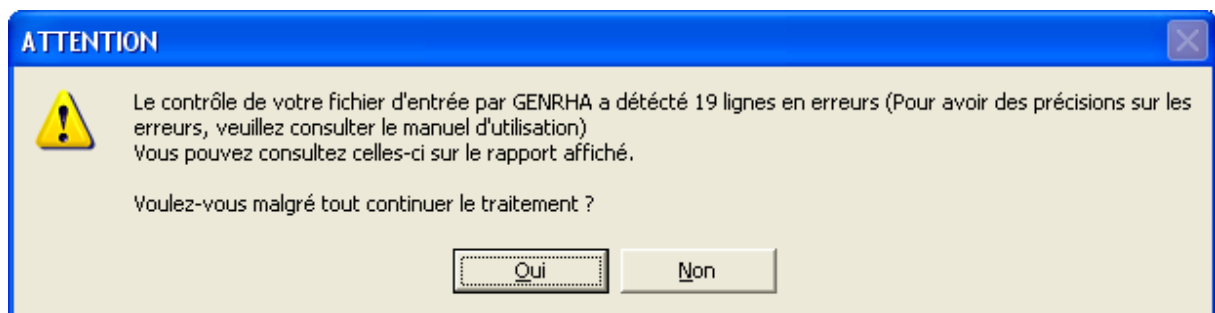 ATTENTION
Le contrôle de votre fichier d'entrée par GENRHA a détécté 19 lignes en erreurs (Pour avoir des précisions sur les
erreurs, veuillez consulter le manuel d'utilisation)
Vous pouvez consultez celles-ci sur le rapport affiché.
Voulez-vous malgré tout continuer le traitement ?
Oui
Non